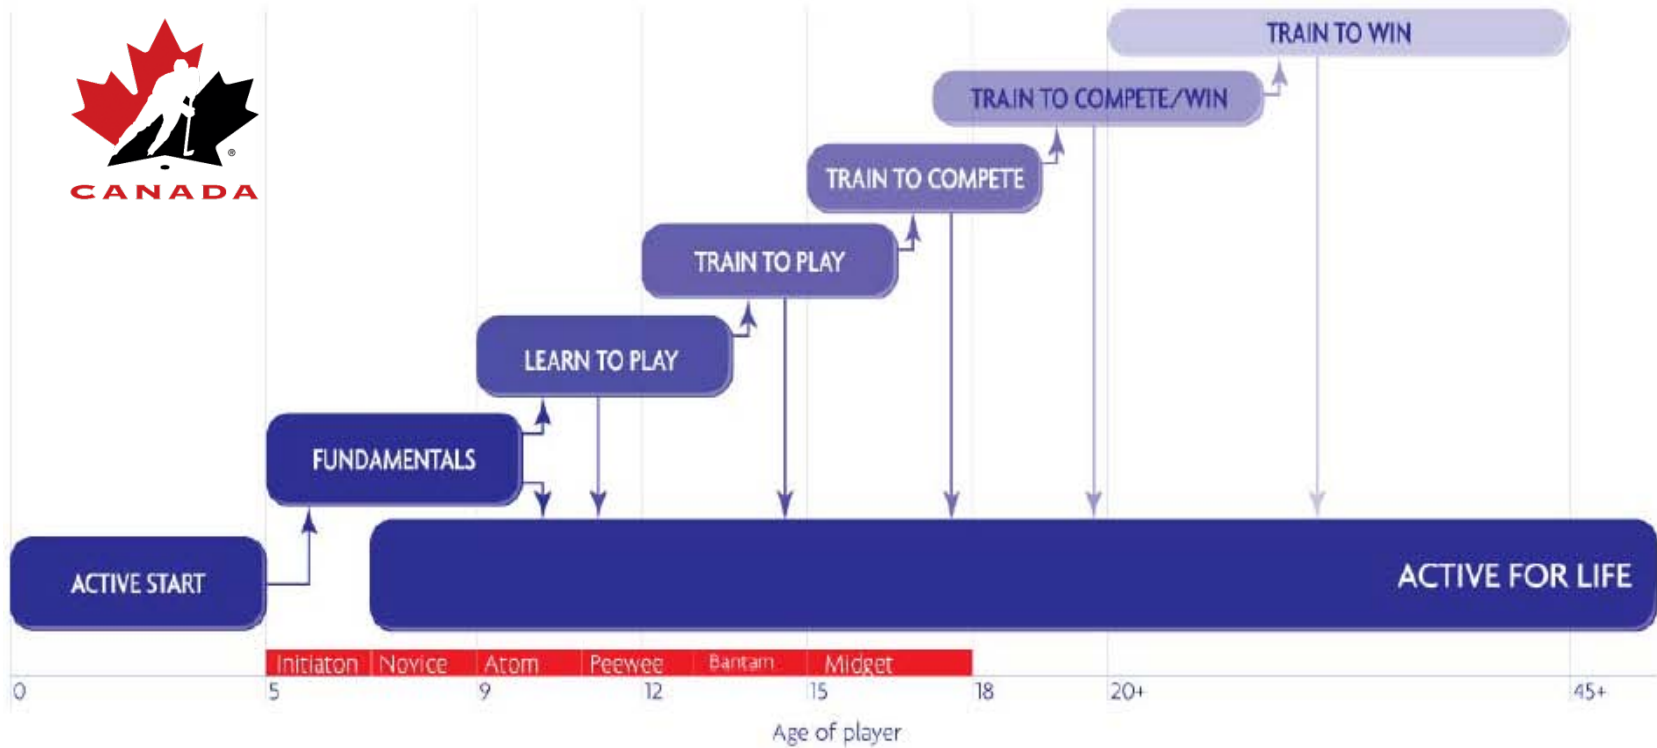 CANADA
®
TRAIN TO WIN
TRAIN TO COMPETE/WIN
TRAIN TO COMPETE
TRAIN TO PLAY
LEARN TO PLAY
FUNDAMENTALS
ACTIVE START
ACTIVE FOR LIFE
Initiaton Novice Atom Peewee Bantam Midget
0 5 9 12 15 18 20+ 45+
Age of player